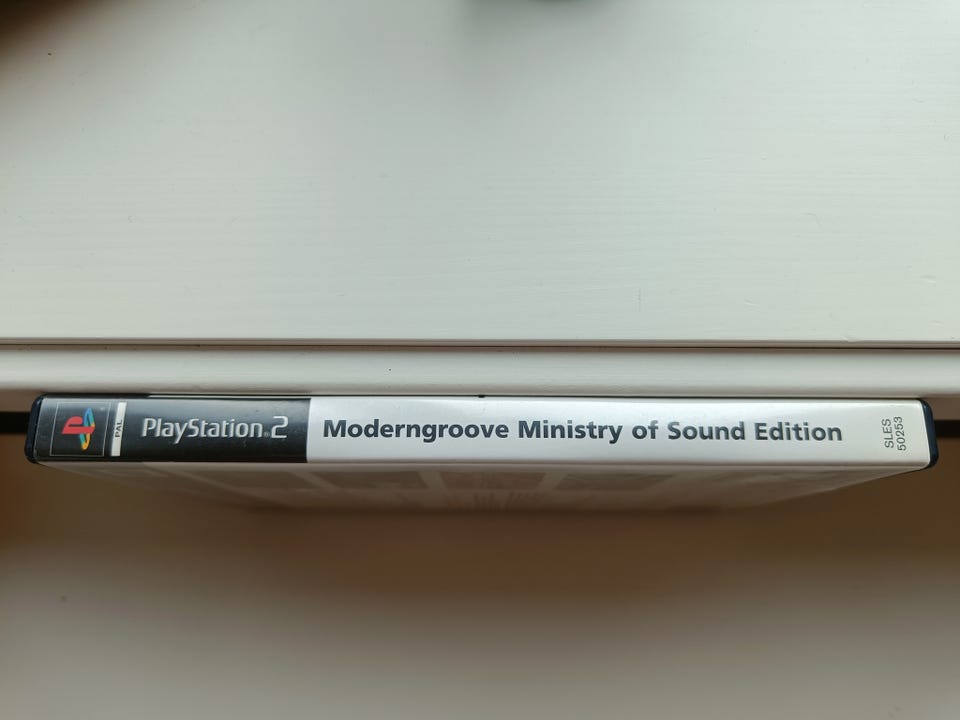 PAL
PlayStation®2
Moderngroove Ministry of Sound Edition
SLES
50253